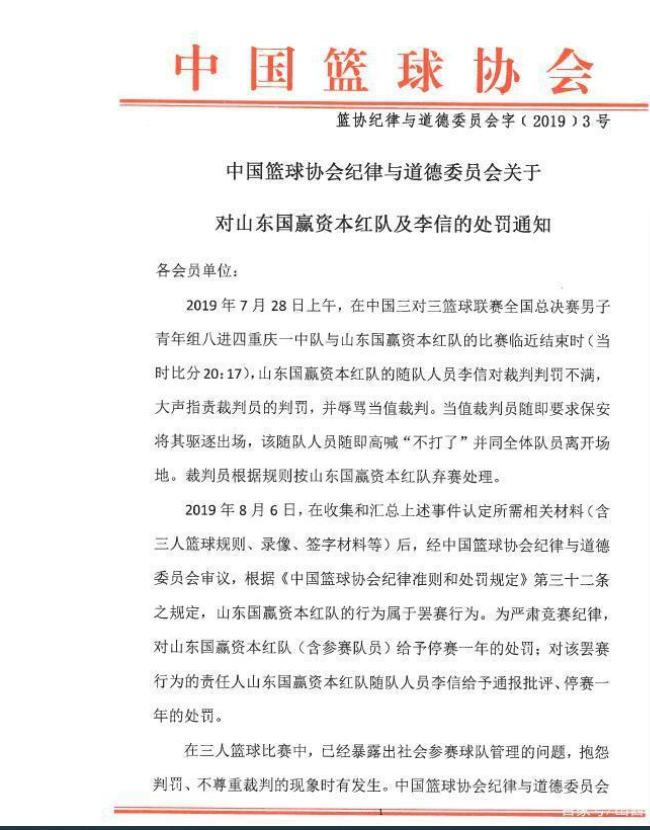 中国篮球协会
篮协纪律与道德委员会字（2019）3号
中国篮球协会纪律与道德委员会关于
对山东国赢资本红队及李信的处罚通知
各会员单位：
2019年7月28日上午，在中国三对三篮球联赛全国总决赛男子
青年组八进四重庆一中队与山东国赢资本红队的比赛临近结束时（当
时比分20:17），山东国赢资本红队的随队人员李信对裁判判罚不满，
大声指责裁判员的判罚，并辱骂当值裁判。当值裁判员随即要求保安
将其驱逐出场，该随队人员随即高喊“不打了”并同全体队员离开场
地。裁判员根据规则按山东国赢资本红队弃赛处理。
2019年8月6日，在收集和汇总上述事件认定所需相关材料（含
三人篮球规则、录像、签字材料等）后，经中国篮球协会纪律与道德
委员会审议，根据《中国篮球协会纪律准则和处罚规定》第三十二条
之规定，山东国赢资本红队的行为属于罢赛行为。为严肃竞赛纪律，
对山东国赢资本红队（含参赛队员）给予停赛一年的处罚；对该罢赛
行为的责任人山东国赢资本红队随队人员李信给予通报批评、停赛一
年的处罚。
在三人篮球比赛中，已经暴露出社会参赛球队管理的问题，抱怨
判罚、不尊重裁判的现象时有发生。中国篮球协会纪律与道德委员会
1